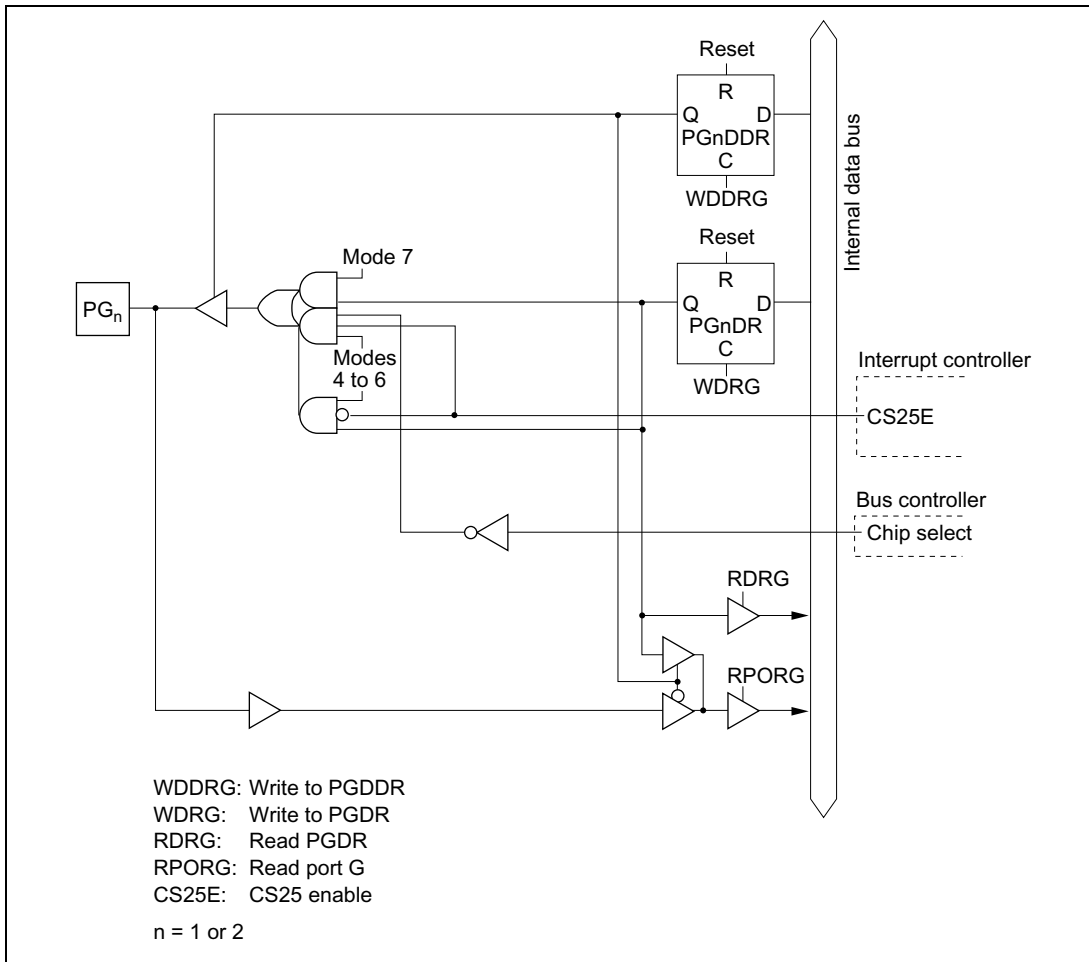 Reset
R
Q D
PGnDDR
C
WDDRG
Internal data bus
Reset
Mode 7
R
PGn
Q D
PGnDR
C
Modes
4 to 6
WDRG
Interrupt controller
CS25E
Bus controller
Chip select
RDRG
RPORG
WDDRG: Write to PGDDR
WDRG: Write to PGDR
RDRG: Read PGDR
RPORG: Read port G
CS25E: CS25 enable
n = 1 or 2